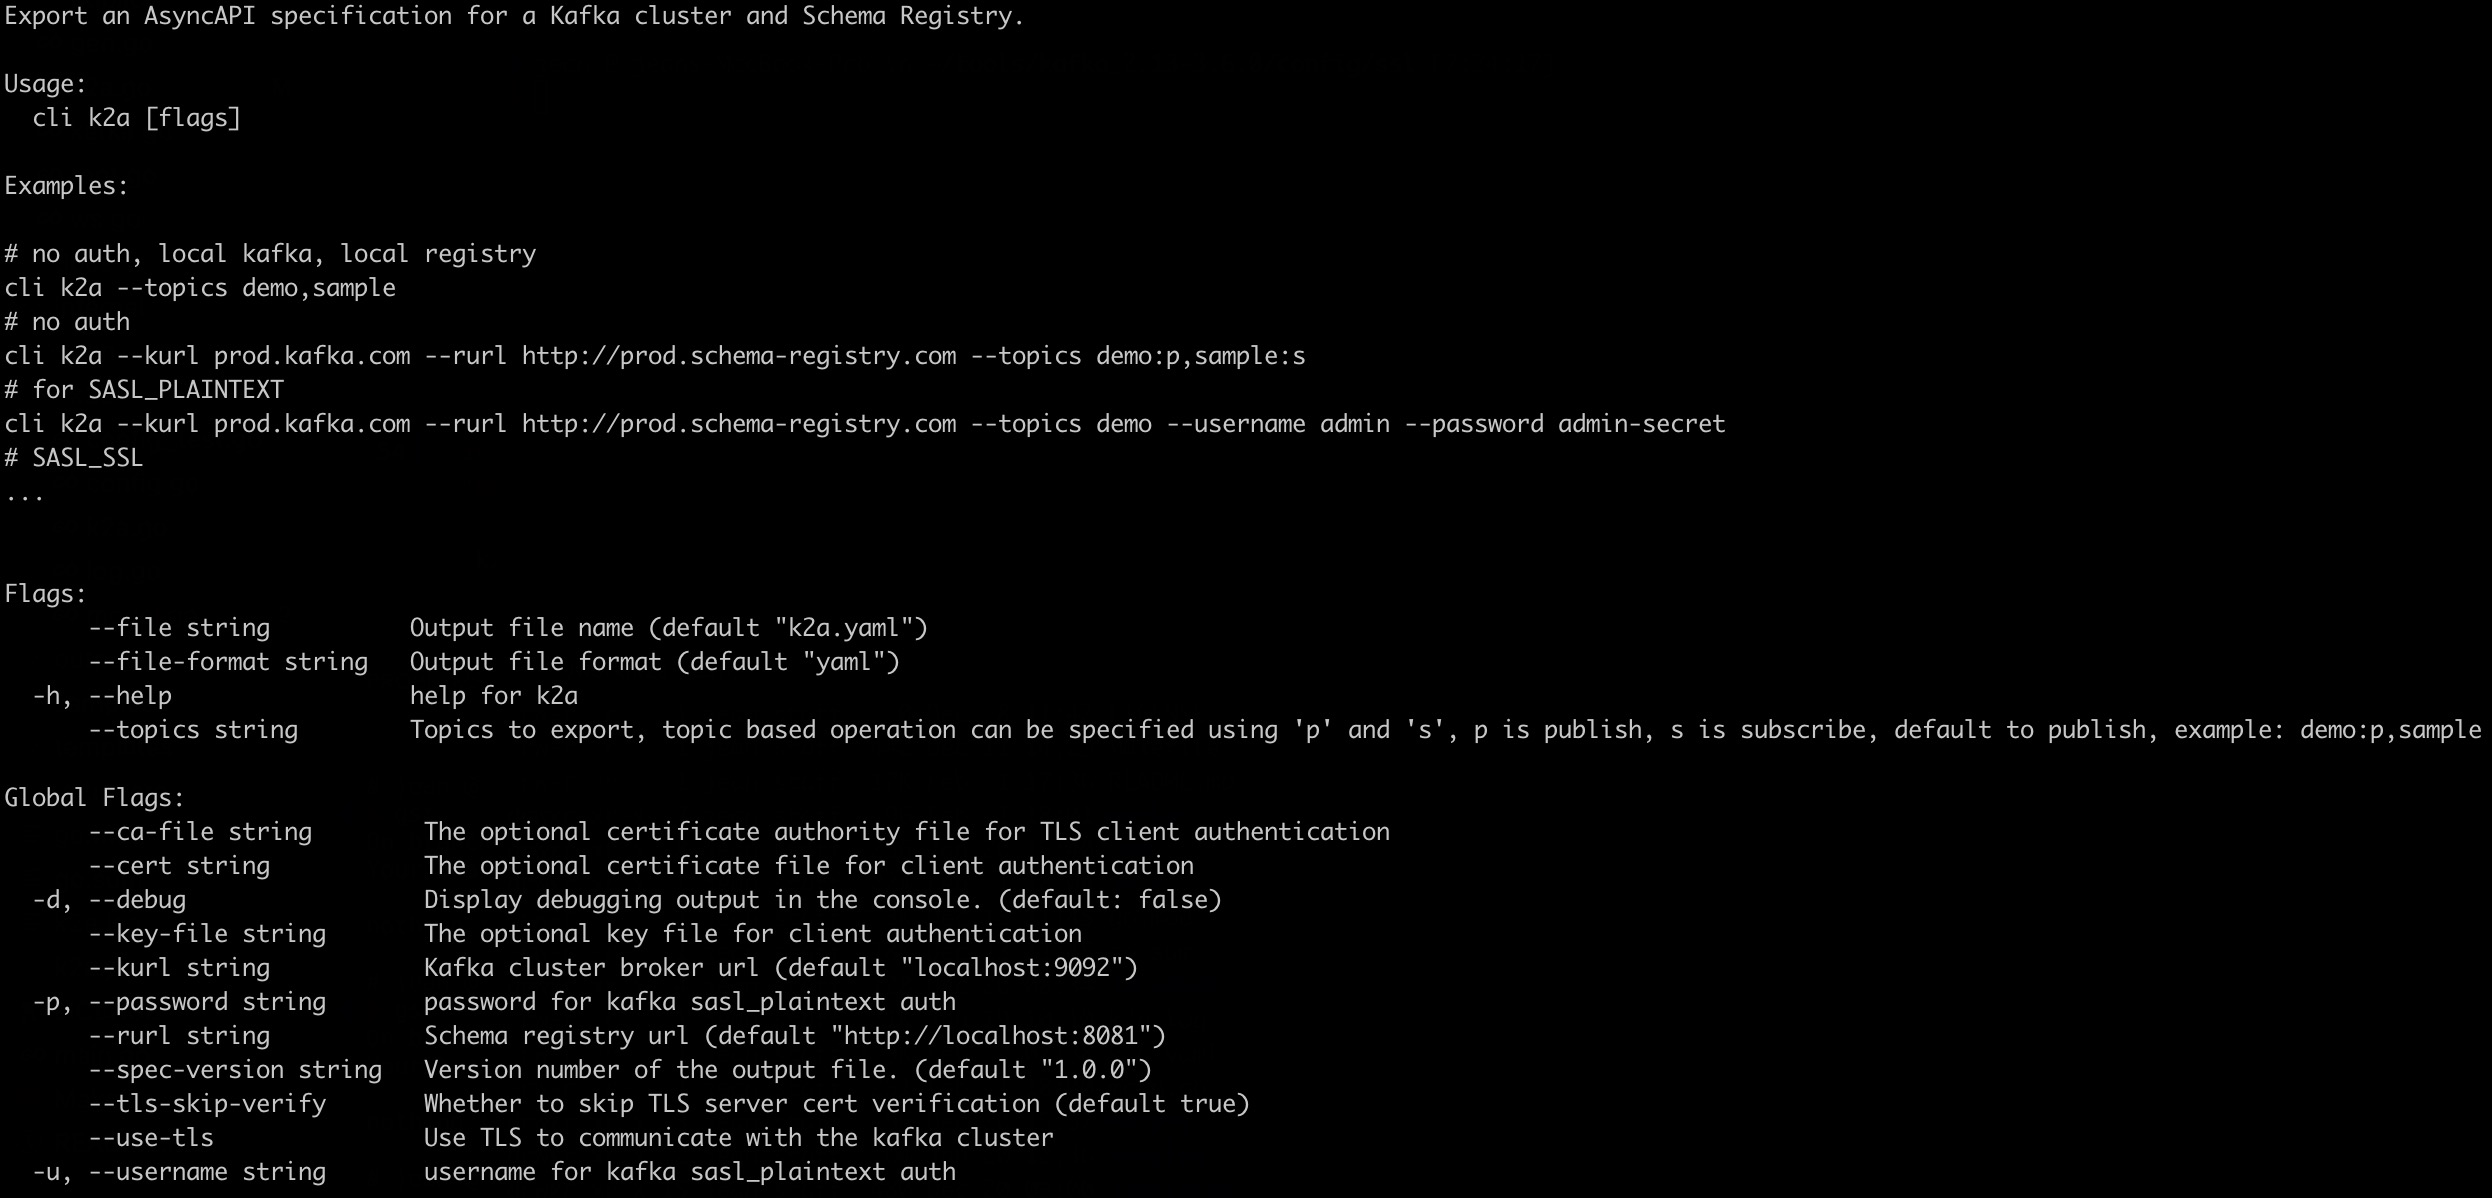 Export an AsyncAPI specification for a Kafka cluster and Schema Registry.

Usage:
  cli k2a [flags]

Examples:

# no auth, local kafka, local registry
cli k2a --topics demo,sample
# no auth
cli k2a --kurl prod.kafka.com --rurl http://prod.schema-registry.com --topics demo:p,sample:s
# for SASL_PLAINTEXT
cli k2a --kurl prod.kafka.com --rurl http://prod.schema-registry.com --topics demo --username admin --password admin-secret
# SASL_SSL
...

Flags:
      --file string          Output file name (default "k2a.yaml")
      --file-format string   Output file format (default "yaml")
  -h, --help                 help for k2a
      --topics string        Topics to export, topic based operation can be specified using 'p' and 's', p is publish, s is subscribe, default to publish, example: demo:p,sample

Global Flags:
      --ca-file string        The optional certificate authority file for TLS client authentication
      --cert string           The optional certificate file for client authentication
  -d, --debug                 Display debugging output in the console. (default: false)
      --key-file string       The optional key file for client authentication
      --kurl string           Kafka cluster broker url (default "localhost:9092")
  -p, --password string       password for kafka sasl_plaintext auth
      --rurl string           Schema registry url (default "http://localhost:8081")
      --spec-version string   Version number of the output file. (default "1.0.0")
      --tls-skip-verify       Whether to skip TLS server cert verification (default true)
      --use-tls               Use TLS to communicate with the kafka cluster
  -u, --username string       username for kafka sasl_plaintext auth